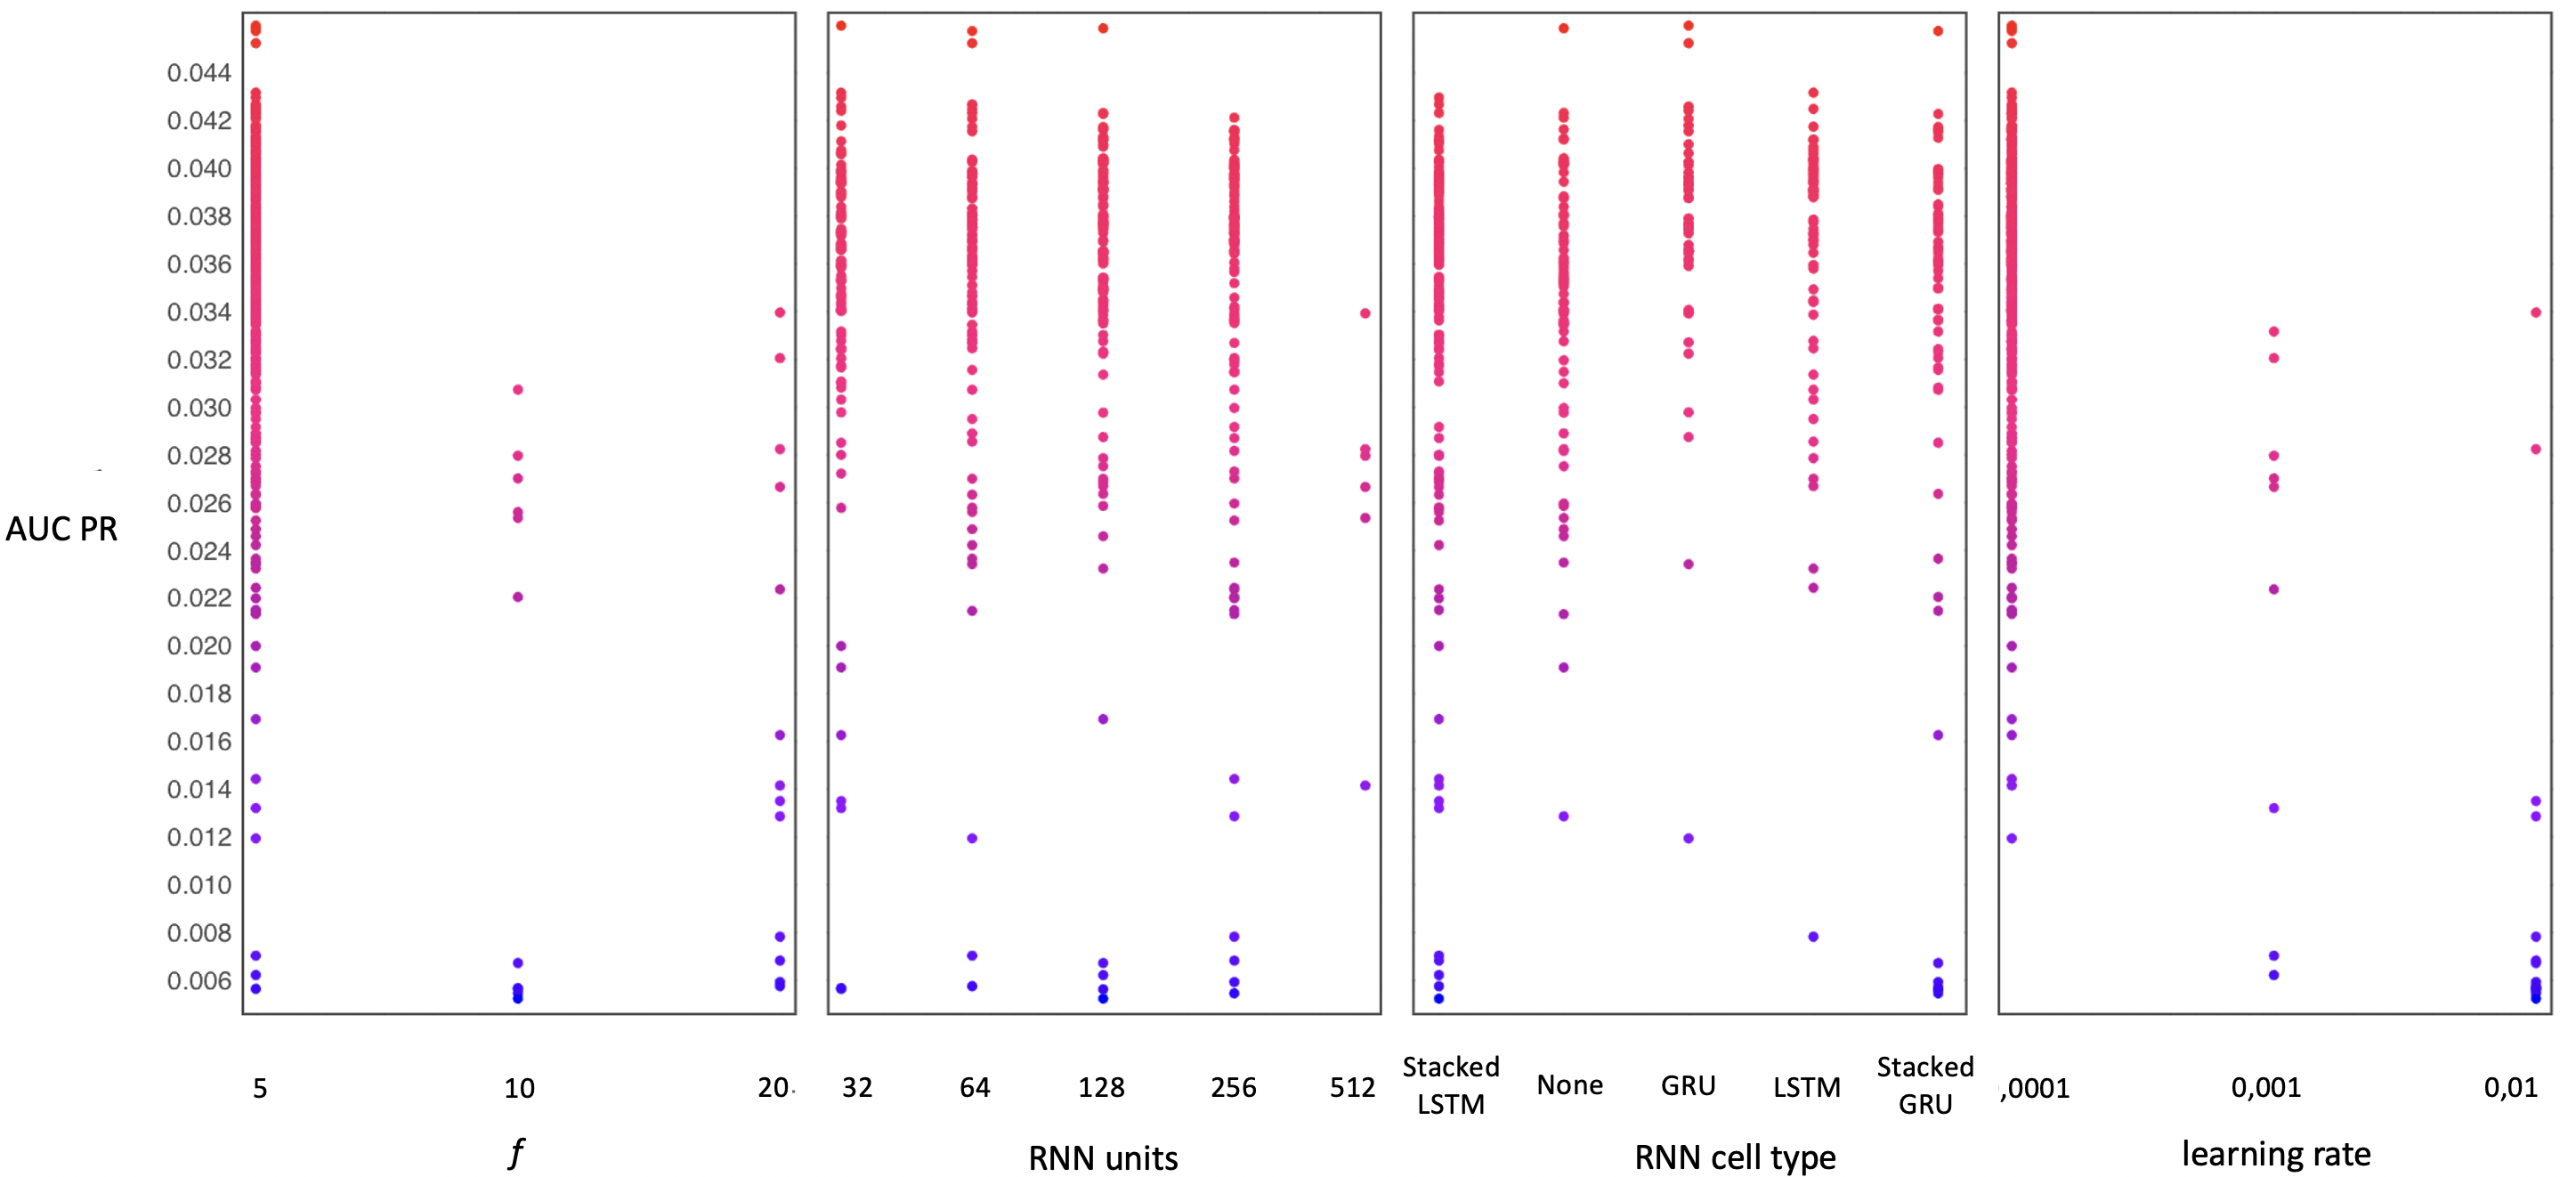 0.044
0.042
0.040
0.038
0.036
0.034
0.032
0.030
0.028
0.026
0.024
0.022
0.020
0.018
0.016
0.014
0.012
0.010
0.008
0.006
AUC PR
5 10 20
32 64 128 256 512
Stacked LSTM None GRU LSTM Stacked GRU
,0001 0,001 0,01
f
RNN units
RNN cell type
learning rate